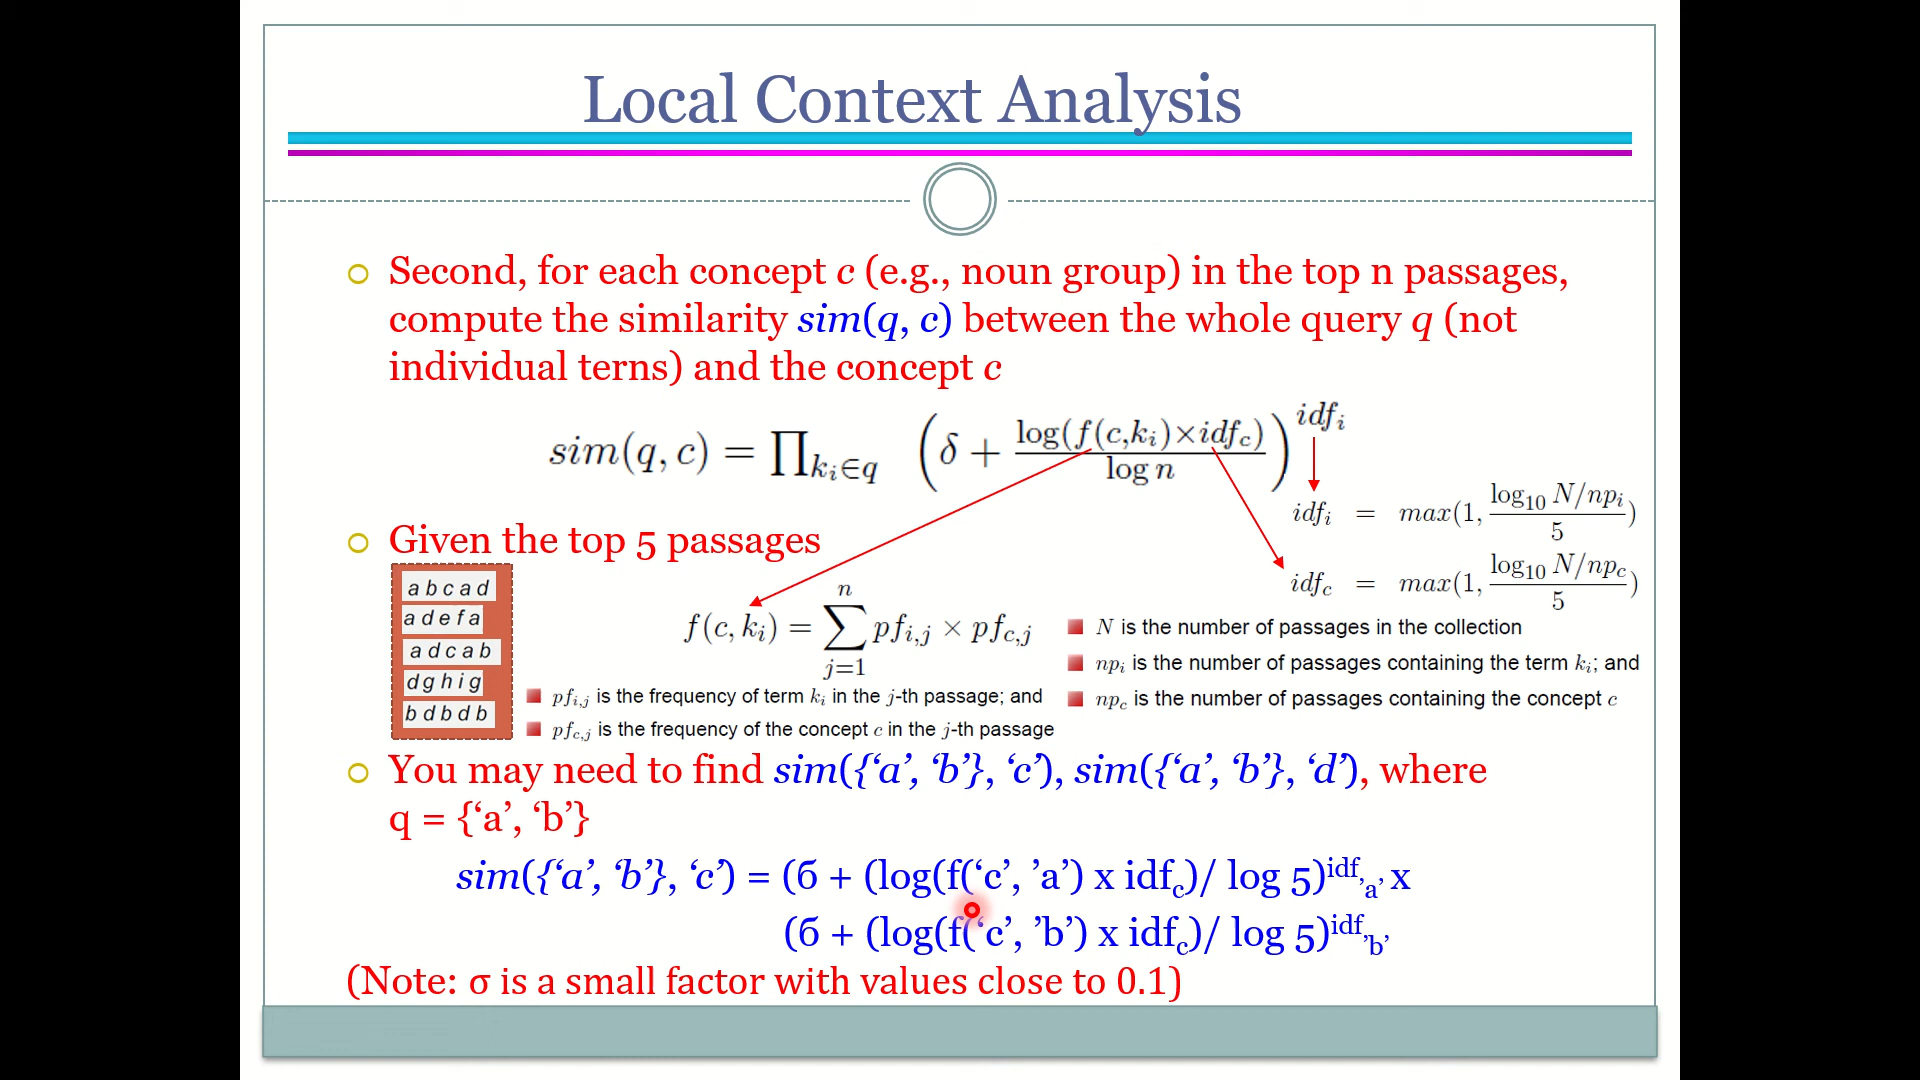 Local Context Analysis
Second, for each concept c (e.g., noun group) in the top n passages,
compute the similarity sim(q, c) between the whole query q (not
individual terns) and the concept c
sim(q, c) = ∏_{k_i∈q} (δ + log(f(c,k_i)×idf_c) / log n)^{idf_i}
idf_i = max(1, log_10 N/np_i / 5)
Given the top 5 passages
idf_c = max(1, log_10 N/np_c / 5)
a b c a d
a d e f a
a d c a b
d g h i g
b d b d b
f(c, k_i) = ∑_{j=1}^{n} pf_{i,j} × pf_{c,j}
pf_{i,j} is the frequency of term k_i in the j-th passage; and
pf_{c,j} is the frequency of the concept c in the j-th passage
N is the number of passages in the collection
np_i is the number of passages containing the term k_i; and
np_c is the number of passages containing the concept c
You may need to find sim({‘a’, ‘b’}, ‘c’), sim({‘a’, ‘b’}, ‘d’), where
q = {‘a’, ‘b’}
sim({‘a’, ‘b’}, ‘c’) = (б + (log(f(‘c’, ’a’) x idf_c)/ log 5)^{idf_{’a’}} x
(б + (log(f(‘c’, ’b’) x idf_c)/ log 5)^{idf_{’b’}}
(Note: σ is a small factor with values close to 0.1)